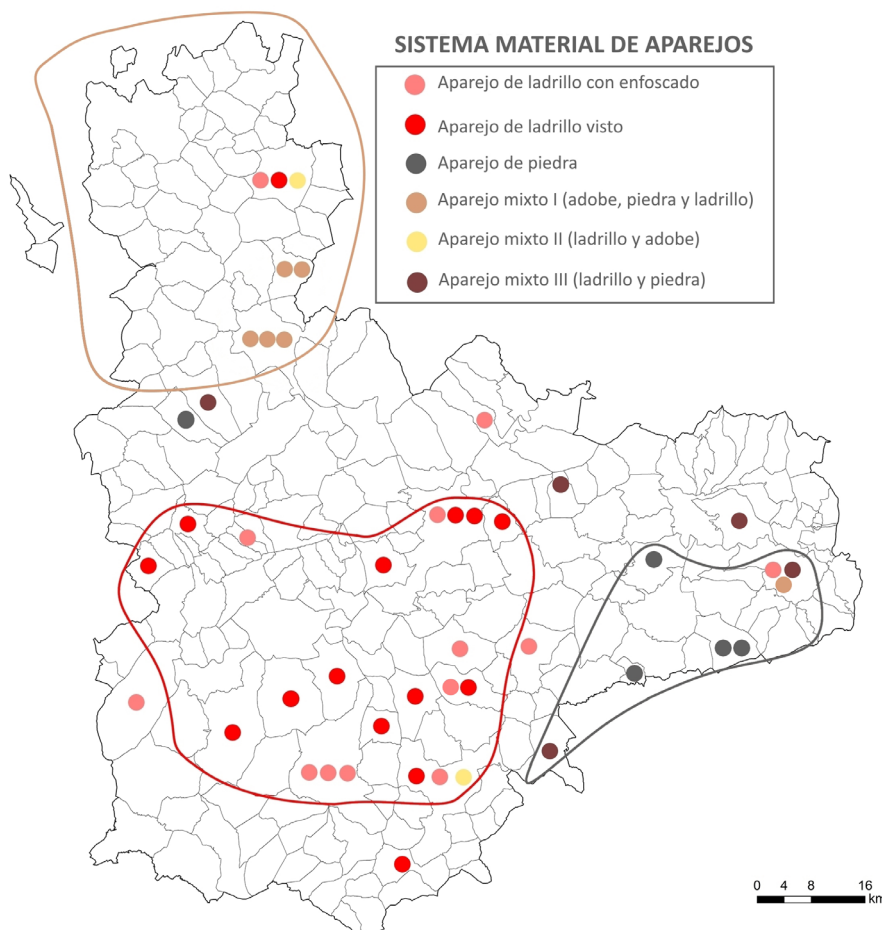 SISTEMA MATERIAL DE APAREJOS
Aparejo de ladrillo con enfoscado
Aparejo de ladrillo visto
Aparejo de piedra
Aparejo mixto I (adobe, piedra y ladrillo)
Aparejo mixto II (ladrillo y adobe)
Aparejo mixto III (ladrillo y piedra)
0 4 8 16
km